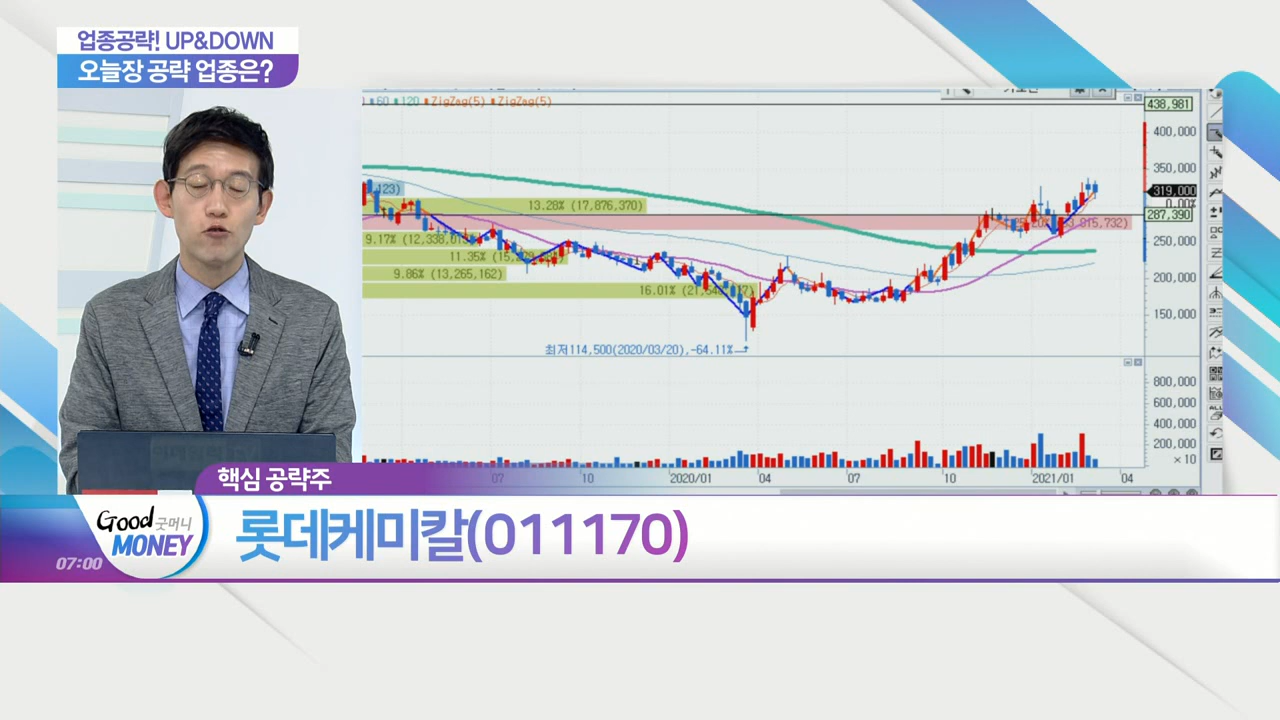 업종공략! UP&DOWN
오늘장 공략 업종은?
60 120 ZigZag(5) ZigZag(5)
438,981
400,000
350,000
319,000
0.00%
287,390
250,000
200,000
150,000
123)
13.28% (17,876,370)
9.17%
11.35%
9.86% (13,265,162)
16.01%
최저114,500(2020/03/20),-64.11%
800,000
600,000
400,000
200,000
×10
07 10 2020/01 04 07 10 2021/01 04
핵심 공략주
Good 굿머니
MONEY
07:00
롯데케미칼(011170)